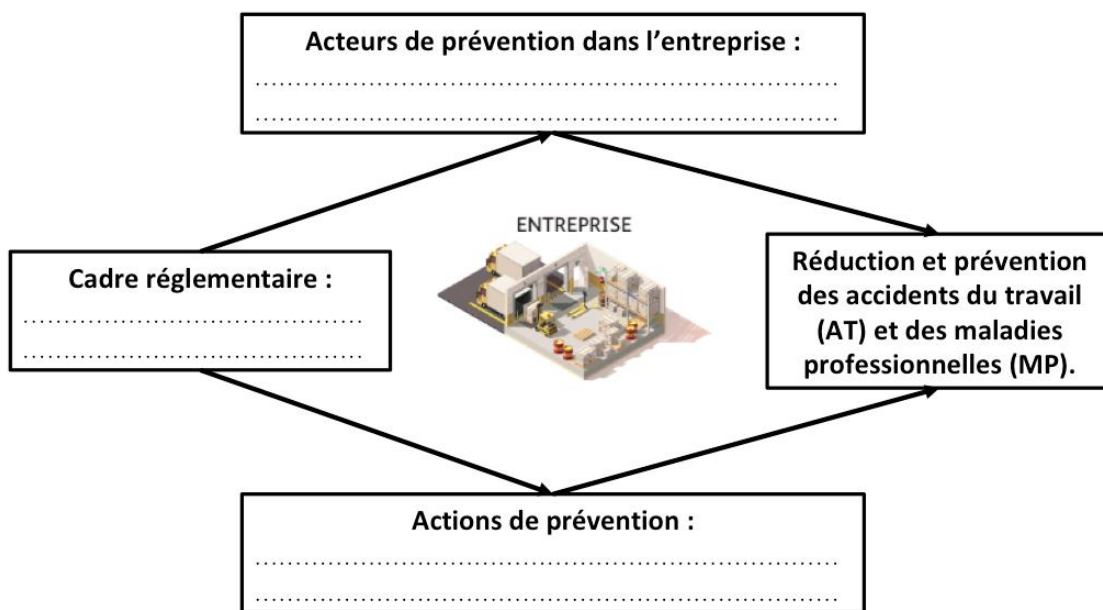 Acteurs de prévention dans l’entreprise :
..........................................................................................
..........................................................................................
ENTREPRISE
Cadre réglementaire :
....................................................
....................................................
Réduction et prévention
des accidents du travail
(AT) et des maladies
professionnelles (MP).
Actions de prévention :
..........................................................................................
..........................................................................................